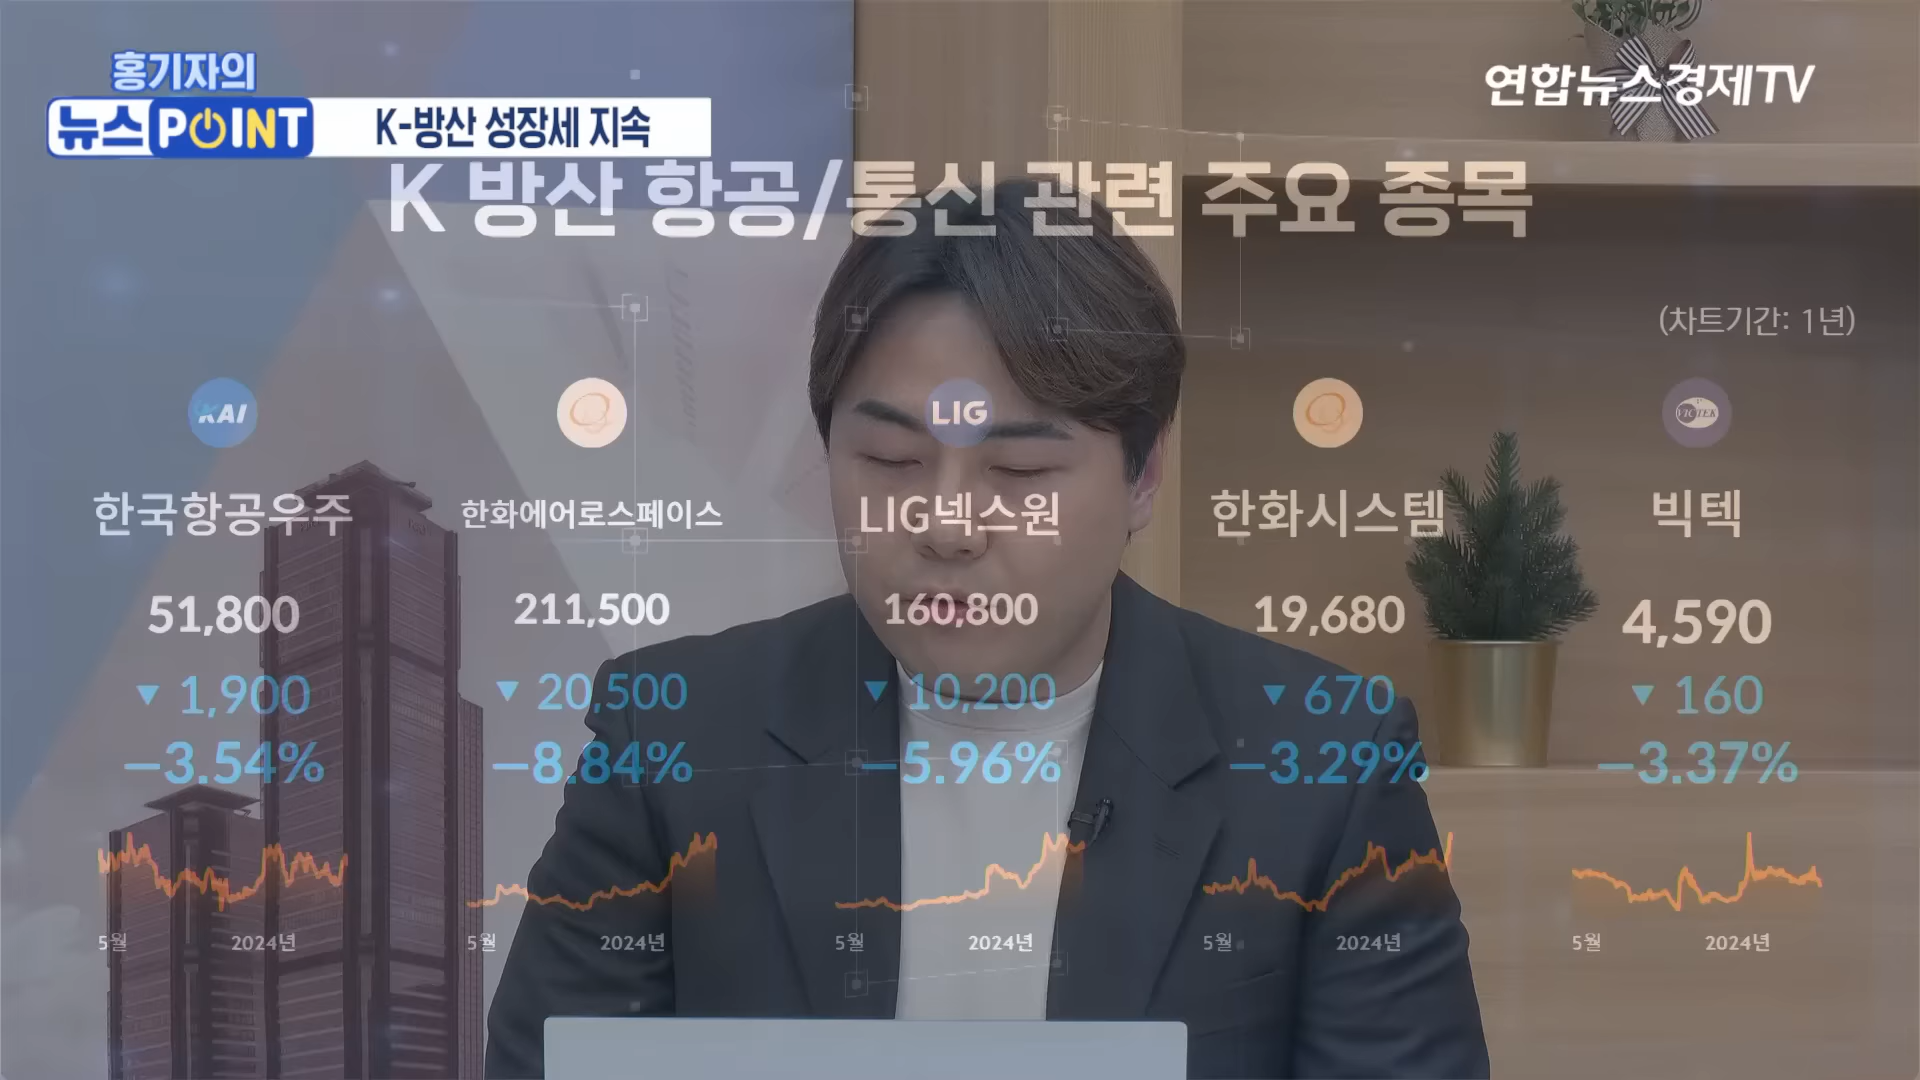 홍기자의
뉴스 POINT
K-방산 성장세 지속
연합뉴스경제TV
K 방산 항공/통신 관련 주요 종목
(차트기간: 1년)
KAI
LIG
VICTEK
한국항공우주
한화에어로스페이스
LIG넥스원
한화시스템
빅텍
51,800
211,500
160,800
19,680
4,590
▼ 1,900
▼ 20,500
▼ 10,200
▼ 670
▼ 160
–3.54%
–8.84%
–5.96%
–3.29%
–3.37%
5월 2024년
5월 2024년
5월 2024년
5월 2024년
5월 2024년